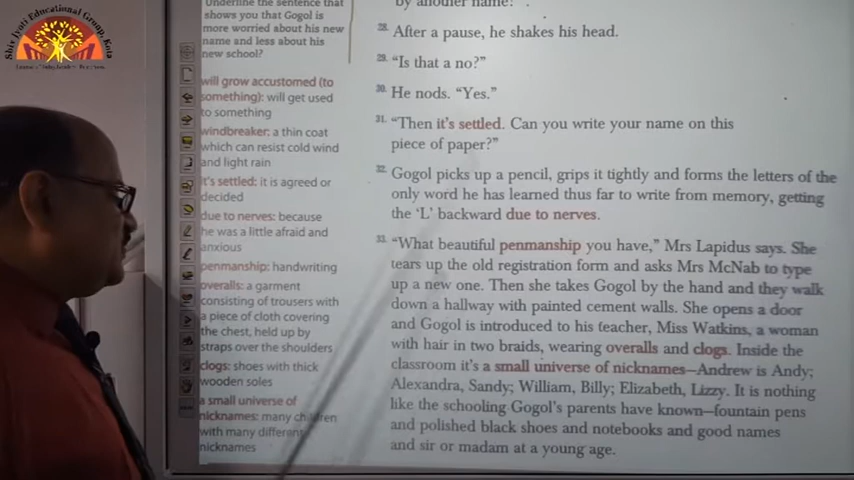 Shiv Jyoti Educational Group, Kota
Underline the sentence that
shows you that Gogol is
more worried about his new
name and less about his
new school?
will grow accustomed (to
something): will get used
to something
windbreaker: a thin coat
which can resist cold wind
and light rain
it's settled: it is agreed or
decided
due to nerves: because
he was a little afraid and
anxious
penmanship: handwriting
overalls: a garment
consisting of trousers with
a piece of cloth covering
the chest, held up by
straps over the shoulders
clogs: shoes with thick
wooden soles
a small universe of
nicknames: many children
with many different
nicknames
by another name?"
28. After a pause, he shakes his head.
29. "Is that a no?"
30. He nods. "Yes."
31. "Then it's settled. Can you write your name on this
piece of paper?"
32. Gogol picks up a pencil, grips it tightly and forms the letters of the
only word he has learned thus far to write from memory, getting
the 'L' backward due to nerves.
33. "What beautiful penmanship you have," Mrs Lapidus says. She
tears up the old registration form and asks Mrs McNab to type
up a new one. Then she takes Gogol by the hand and they walk
down a hallway with painted cement walls. She opens a door
and Gogol is introduced to his teacher, Miss Watkins, a woman
with hair in two braids, wearing overalls and clogs. Inside the
classroom it's a small universe of nicknames—Andrew is Andy;
Alexandra, Sandy; William, Billy; Elizabeth, Lizzy. It is nothing
like the schooling Gogol's parents have known—fountain pens
and polished black shoes and notebooks and good names
and sir or madam at a young age.